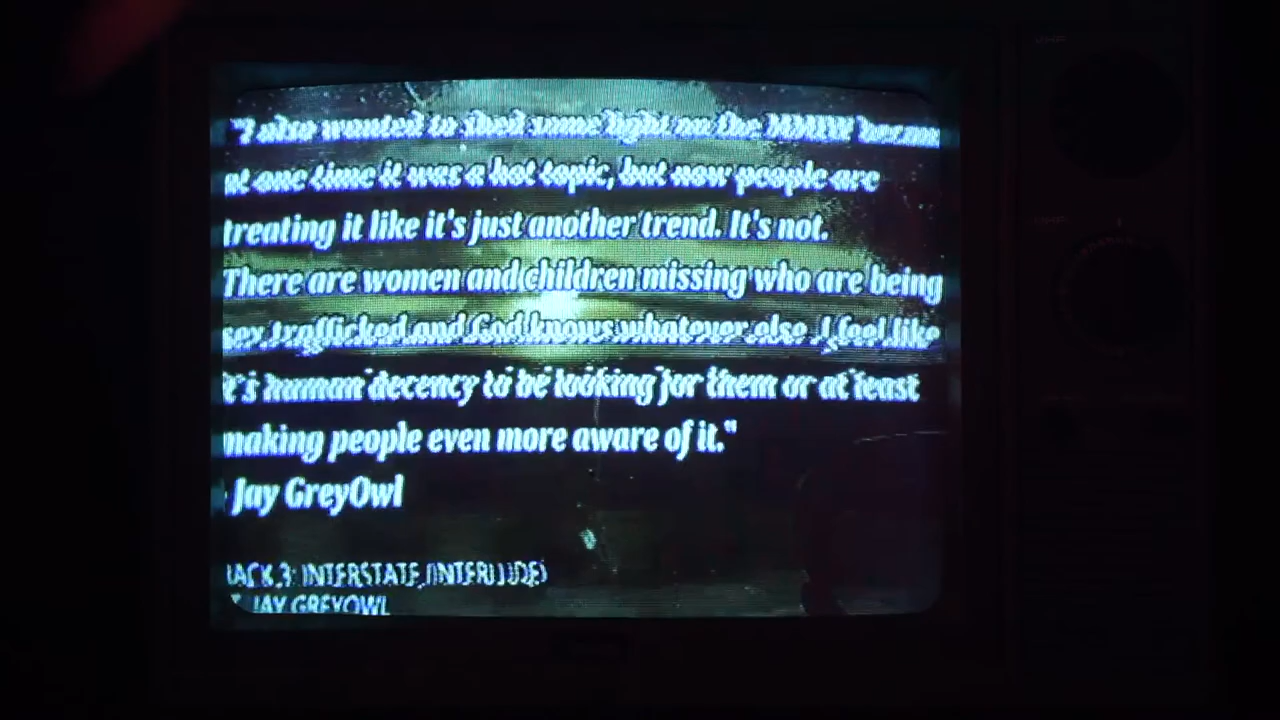 "I also wanted to shed some light on the MMIW becau
at one time it was a hot topic, but now people are
treating it like it's just another trend. It's not.
There are women and children missing who are being
sex trafficked and God knows whatever else. I feel like
it's human decency to be looking for them or at least
making people even more aware of it."
- Jay GreyOwl
ACK 3: INTERSTATE (INTERLUDE)
JAY GREYOWL